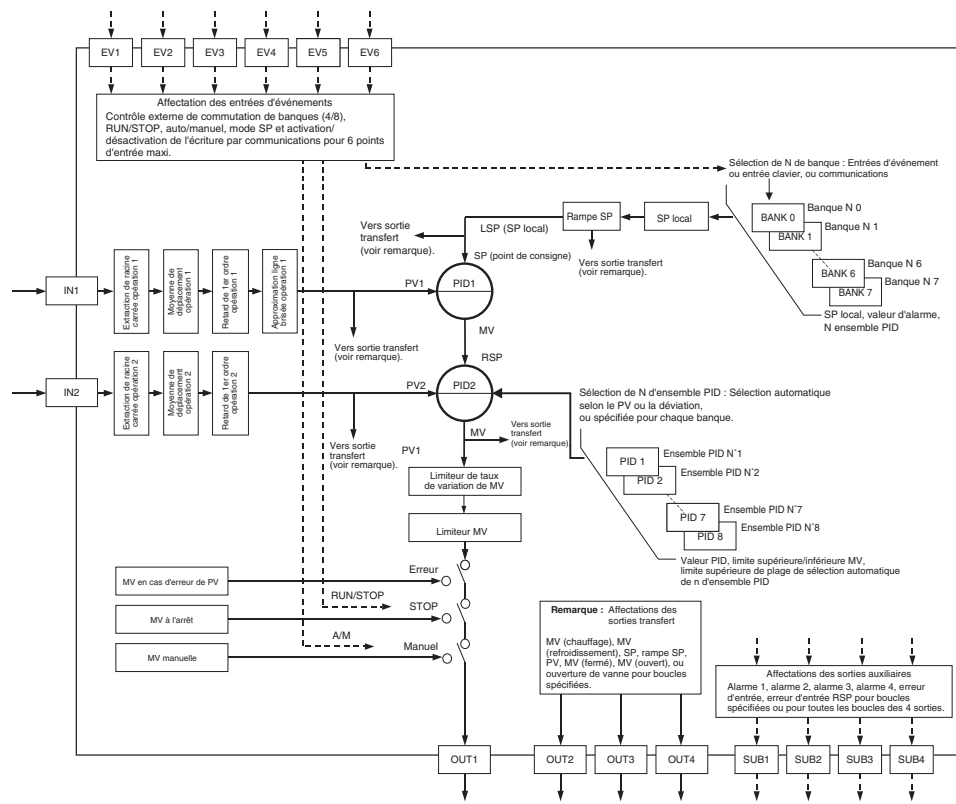 EV1 EV2 EV3 EV4 EV5 EV6
Affectation des entrées d'événements
Contrôle externe de commutation de banques (4/8),
RUN/STOP, auto/manuel, mode SP et activation/
désactivation de l'écriture par communications pour 6 points
d'entrée maxi.
Sélection de N de banque : Entrées d'événement
ou entrée clavier, ou communications
BANK 0
Banque N 0
BANK 1
Banque N 1
BANK 6
Banque N 6
BANK 7
Banque N 7
SP local, valeur d'alarme,
N ensemble PID
SP local
Rampe SP
Vers sortie transfert
(voir remarque).
LSP (SP local)
Vers sortie
transfert
(voir remarque).
SP (point de consigne)
IN1
Extraction de racine
carrée opération 1
Moyenne de
déplacement
opération 1
Retard de 1er ordre
opération 1
Approximation ligne
brisée opération 1
PV1
PID1
Vers sortie transfert
(voir remarque).
MV
RSP
IN2
Extraction de racine
carrée opération 2
Moyenne de
déplacement
opération 2
Retard de 1er ordre
opération 2
PV2
PID2
Vers sortie
transfert
(voir remarque).
MV
Vers sortie
transfert
(voir remarque).
PV1
Sélection de N d'ensemble PID : Sélection automatique
selon le PV ou la déviation,
ou spécifiée pour chaque banque.
PID 1
Ensemble PID N°1
PID 2
Ensemble PID N°2
PID 7
Ensemble PID N°7
PID 8
Ensemble PID N°8
Valeur PID, limite supérieure/inférieure MV,
limite supérieure de plage de sélection automatique
de n d'ensemble PID
Limiteur de taux
de variation de MV
Limiteur MV
MV en cas d'erreur de PV
Erreur
RUN/STOP
MV à l'arrêt
STOP
A/M
MV manuelle
Manuel
Remarque : Affectations des
sorties transfert
MV (chauffage), MV
(refroidissement), SP, rampe SP,
PV, MV (fermé), MV (ouvert), ou
ouverture de vanne pour boucles
spécifiées.
Affectations des sorties auxiliaires
Alarme 1, alarme 2, alarme 3, alarme 4, erreur
d'entrée, erreur d'entrée RSP pour boucles
spécifiées ou pour toutes les boucles des 4 sorties.
OUT1 OUT2 OUT3 OUT4 SUB1 SUB2 SUB3 SUB4